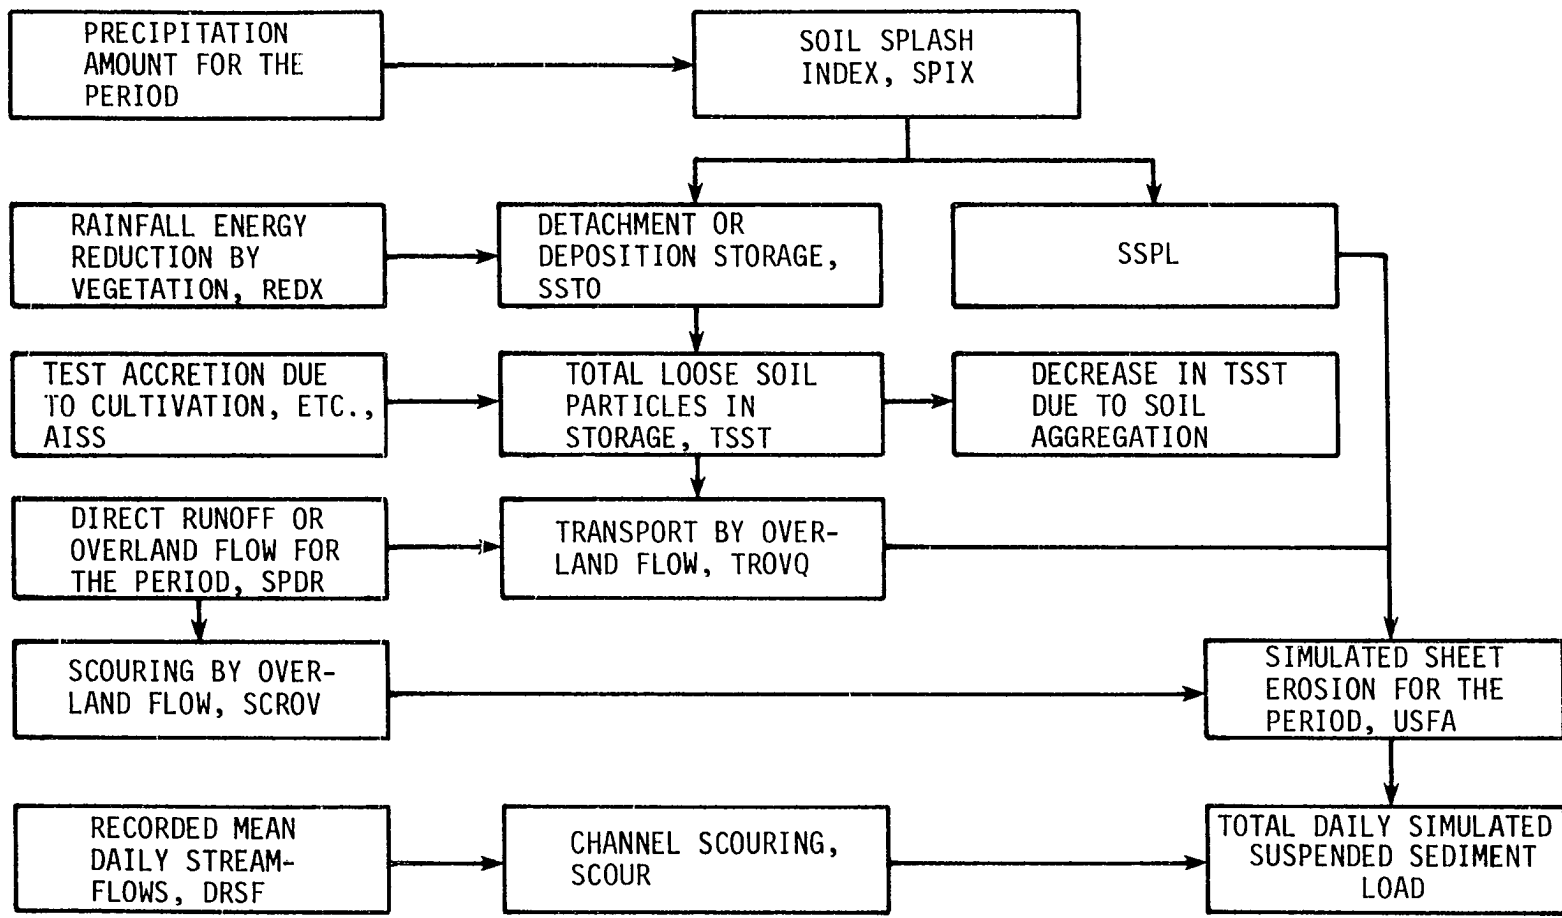 PRECIPITATION
AMOUNT FOR THE
PERIOD
SOIL SPLASH
INDEX, SPIX
RAINFALL ENERGY
REDUCTION BY
VEGETATION, REDX
DETACHMENT OR
DEPOSITION STORAGE,
SSTO
SSPL
TEST ACCRETION DUE
TO CULTIVATION, ETC.,
AISS
TOTAL LOOSE SOIL
PARTICLES IN
STORAGE, TSST
DECREASE IN TSST
DUE TO SOIL
AGGREGATION
DIRECT RUNOFF OR
OVERLAND FLOW FOR
THE PERIOD, SPDR
TRANSPORT BY OVER-
LAND FLOW, TROVQ
SCOURING BY OVER-
LAND FLOW, SCROV
SIMULATED SHEET
EROSION FOR THE
PERIOD, USFA
RECORDED MEAN
DAILY STREAM-
FLOWS, DRSF
CHANNEL SCOURING,
SCOUR
TOTAL DAILY SIMULATED
SUSPENDED SEDIMENT
LOAD